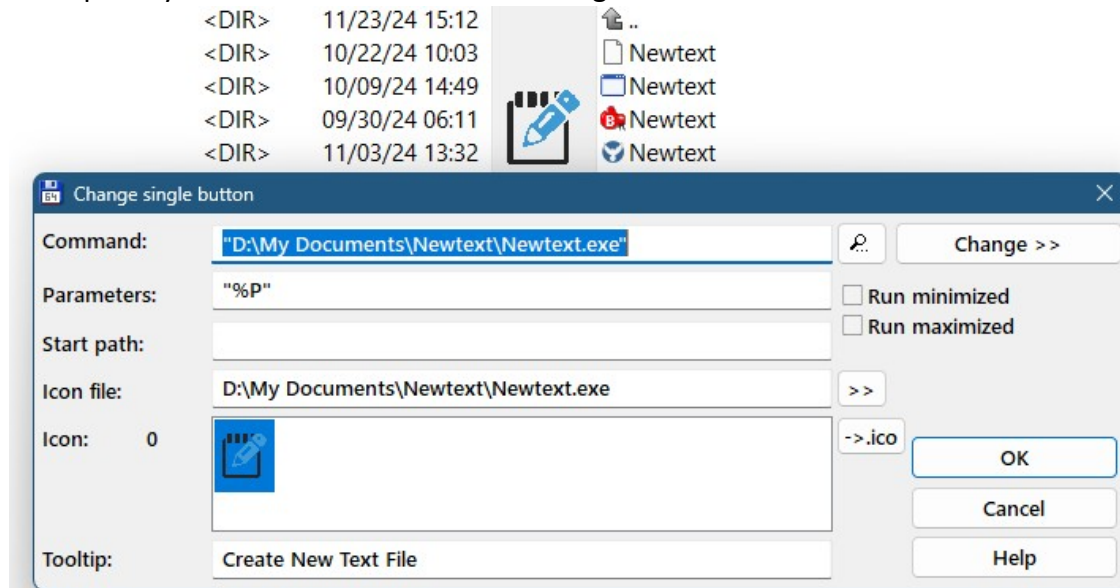 <DIR> 11/23/24 15:12 ..
<DIR> 10/22/24 10:03 Newtext
<DIR> 10/09/24 14:49 Newtext
<DIR> 09/30/24 06:11 Newtext
<DIR> 11/03/24 13:32 Newtext
64 Change single button
Command: "D:\My Documents\Newtext\Newtext.exe" Change >>
Parameters: "%P" Run minimized
Run maximized
Start path:
Icon file: D:\My Documents\Newtext\Newtext.exe >>
Icon: 0 ->.ico
OK
Cancel
Tooltip: Create New Text File Help